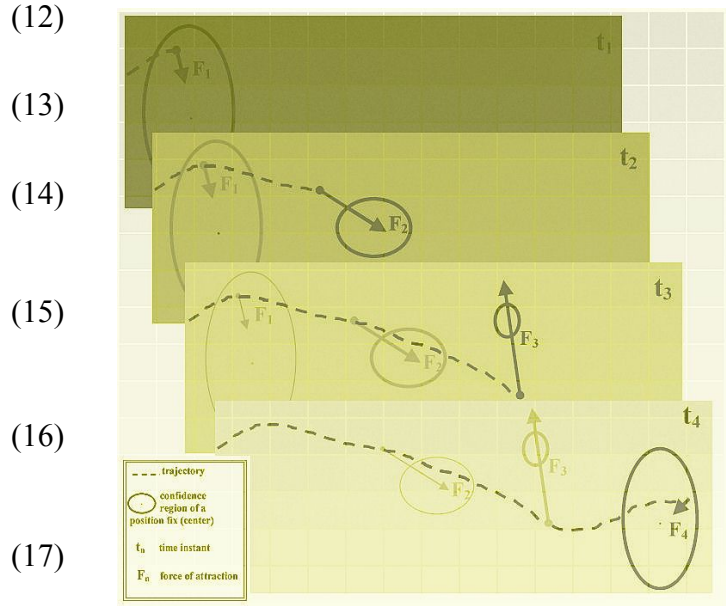 (12)
t1
F1
(13)
t2
F1
(14)
F2
t3
F1
(15)
F3
F2
t4
(16)
F3
F2
trajectory
confidence
region of a
position fix (center)
F4
tn time instant
(17)
Fn force of attraction